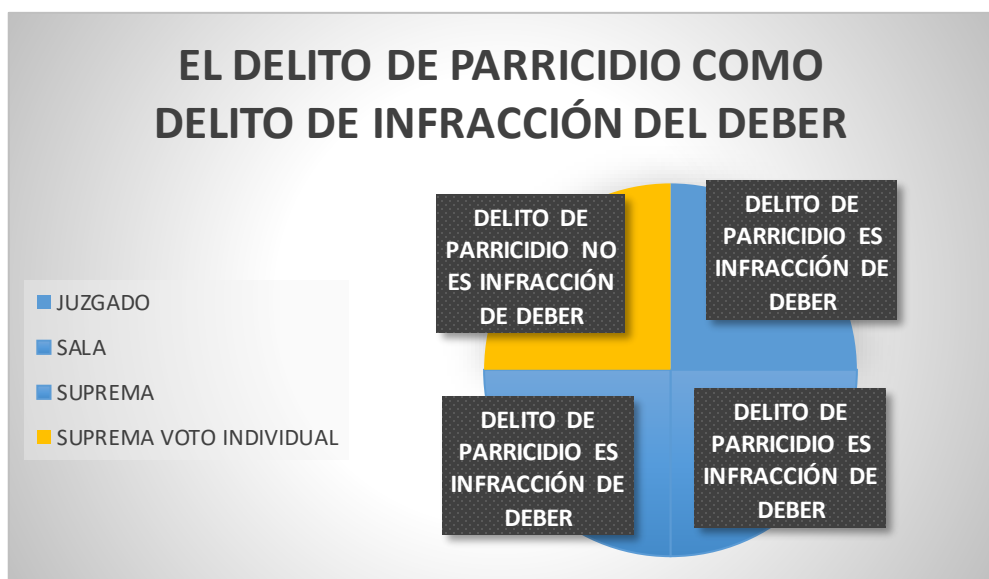 EL DELITO DE PARRICIDIO COMO
DELITO DE INFRACCIÓN DEL DEBER
JUZGADO
SALA
SUPREMA
SUPREMA VOTO INDIVIDUAL
DELITO DE
PARRICIDIO NO
ES INFRACCIÓN
DE DEBER
DELITO DE
PARRICIDIO ES
INFRACCIÓN DE
DEBER
DELITO DE
PARRICIDIO ES
INFRACCIÓN DE
DEBER
DELITO DE
PARRICIDIO ES
INFRACCIÓN DE
DEBER